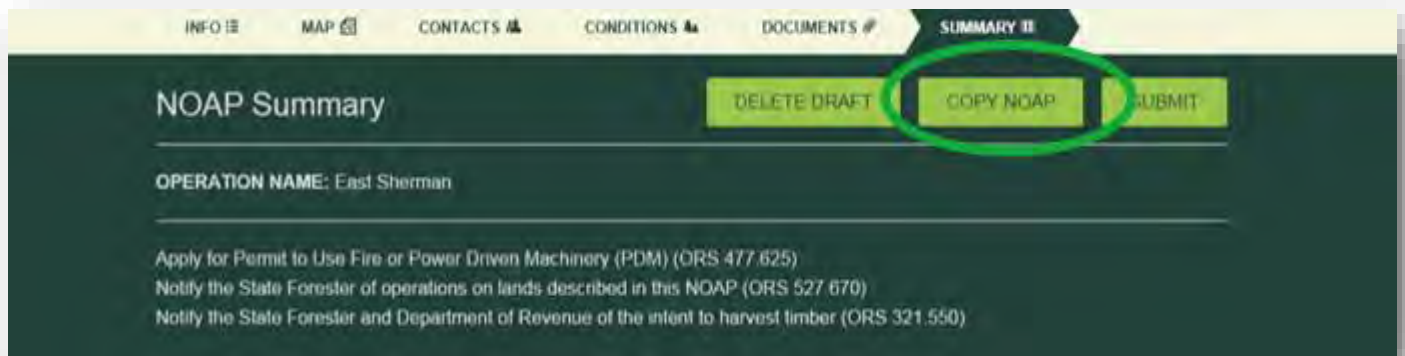 INFO MAP CONTACTS CONDITIONS DOCUMENTS SUMMARY
NOAP Summary DELETE DRAFT COPY NOAP SUBMIT
OPERATION NAME: East Sherman
Apply for Permit to Use Fire or Power Driven Machinery (PDM) (ORS 477.625)
Notify the State Forester of operations on lands described in this NOAP (ORS 527.670)
Notify the State Forester and Department of Revenue of the intent to harvest timber (ORS 321.550)